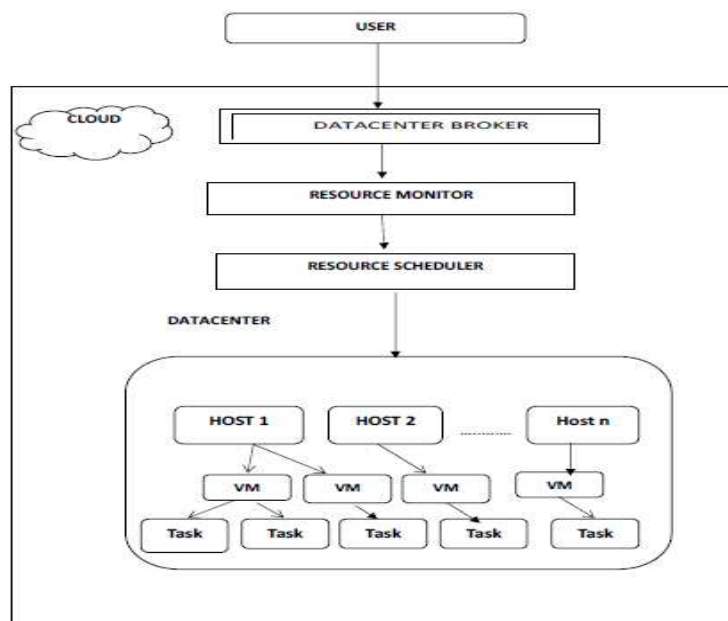 USER
CLOUD
DATACENTER BROKER
RESOURCE MONITOR
RESOURCE SCHEDULER
DATACENTER
HOST 1
HOST 2
............
Host n
VM
VM
VM
VM
Task
Task
Task
Task
Task